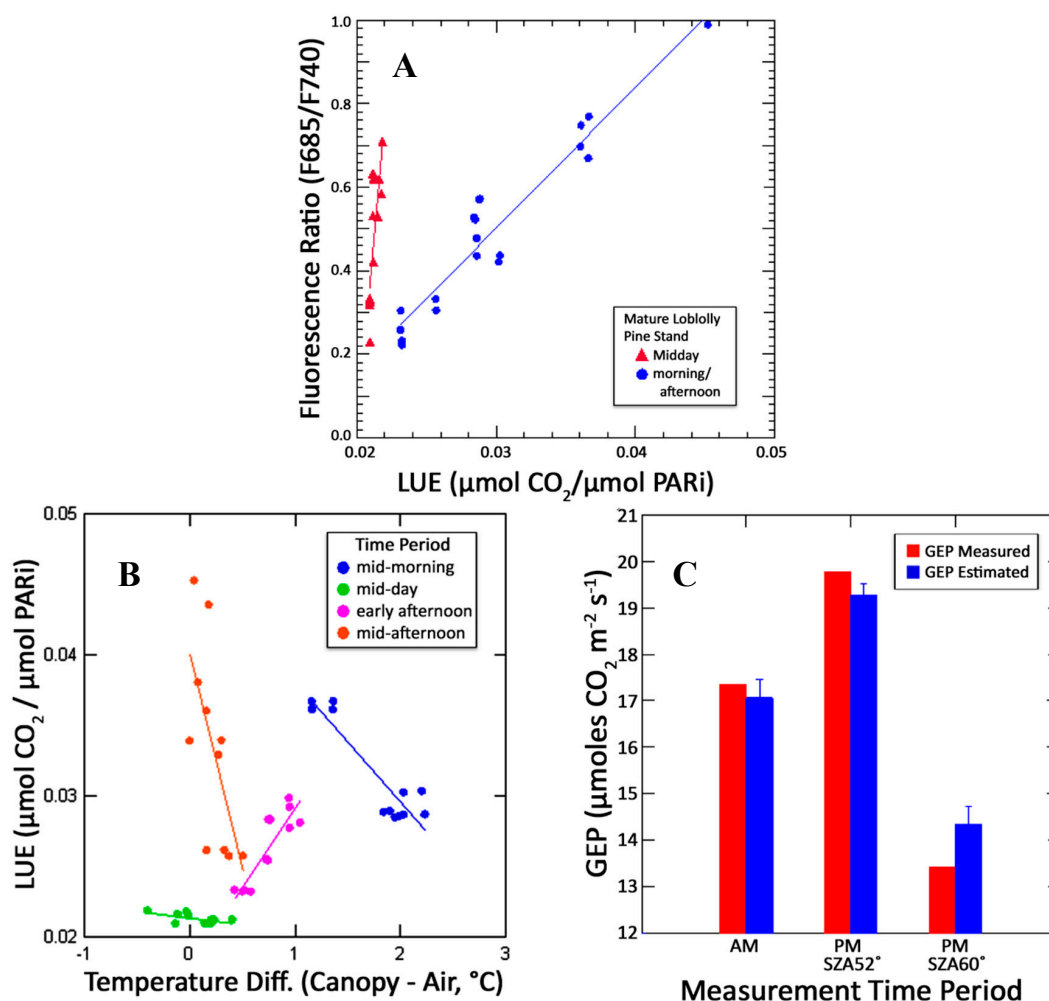 A
Fluorescence Ratio (F685/F740)
1.0
0.8
0.6
0.4
0.2
0.0
0.02
0.03
0.04
0.05
LUE (μmol CO₂/μmol PARi)
Mature Loblolly
Pine Stand
Midday
morning/
afternoon
B
LUE (μmol CO₂ / μmol PARi)
0.05
0.04
0.03
0.02
-1
0
1
2
3
Temperature Diff. (Canopy - Air, °C)
Time Period
mid-morning
mid-day
early afternoon
mid-afternoon
C
GEP (μmoles CO₂ m⁻² s⁻¹)
21
20
19
18
17
16
15
14
13
12
GEP Measured
GEP Estimated
AM
PM
SZA52°
PM
SZA60°
Measurement Time Period